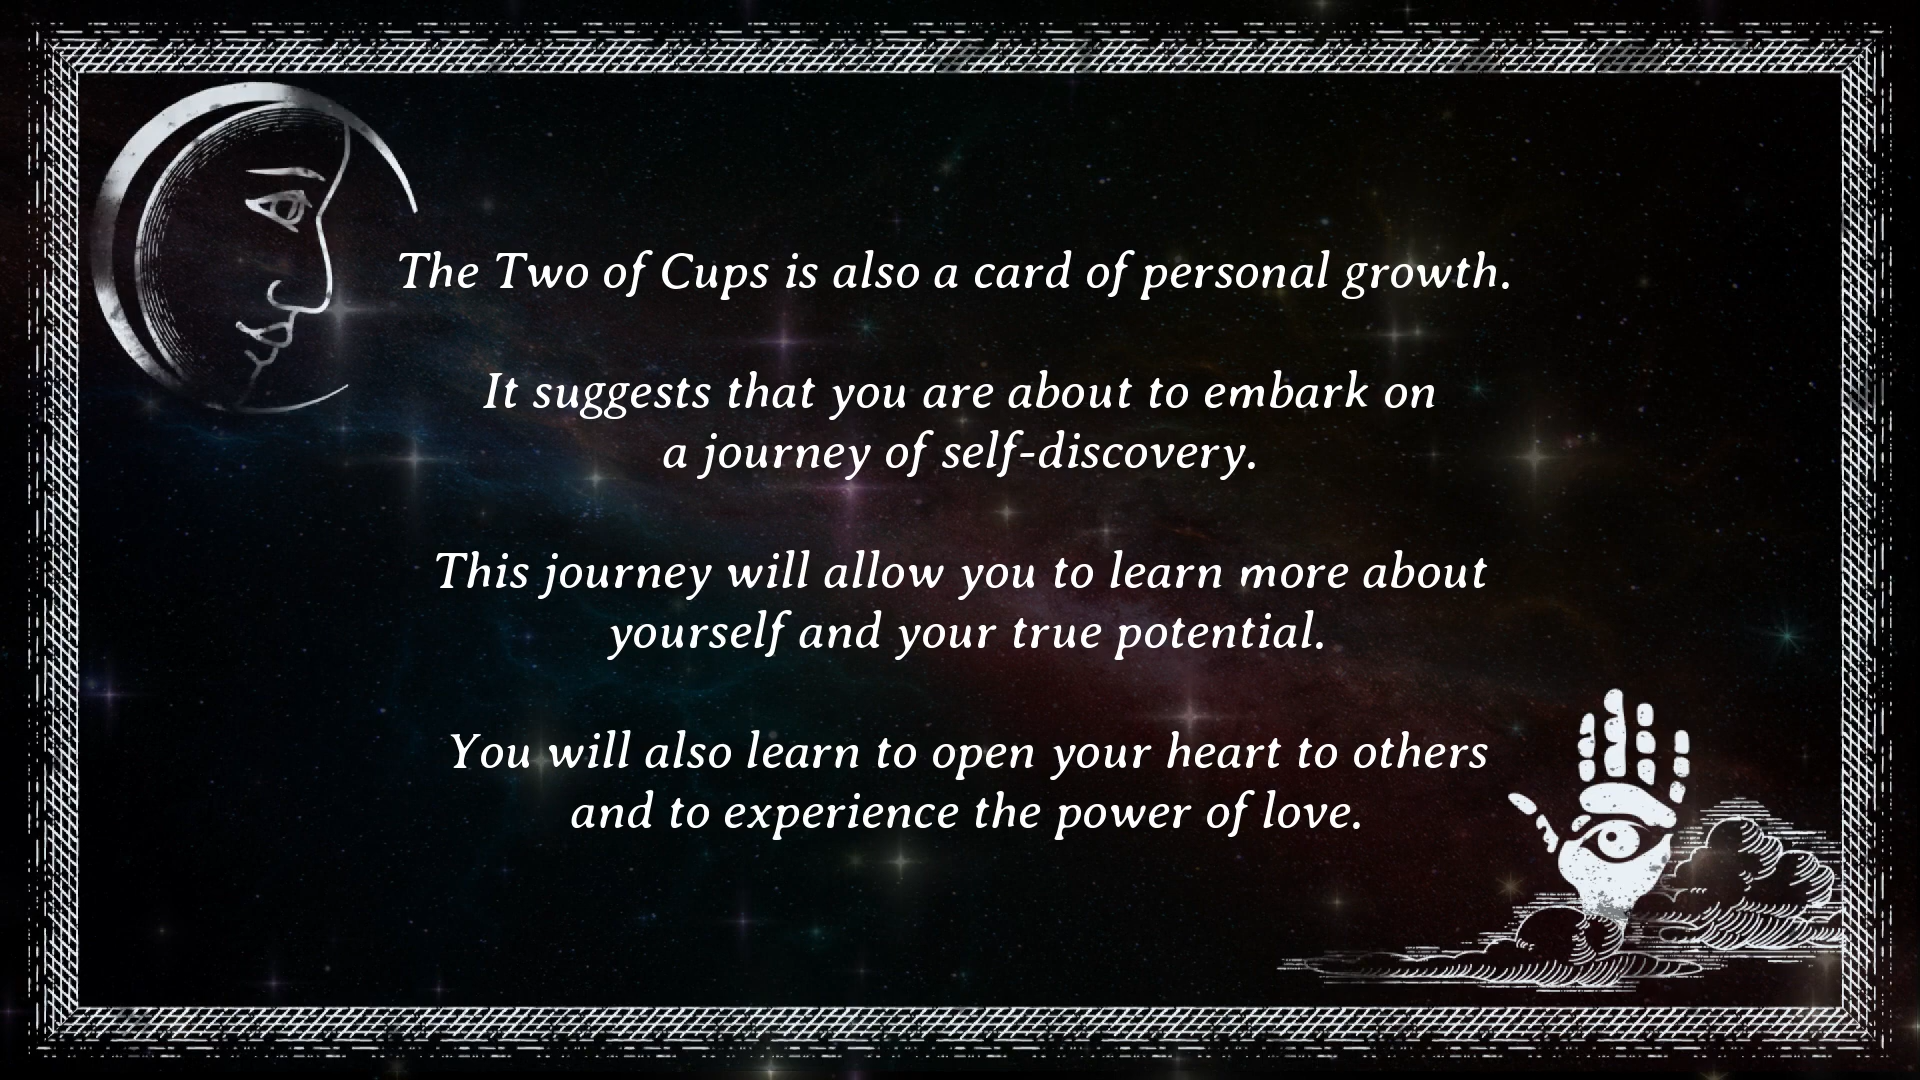 The Two of Cups is also a card of personal growth.
It suggests that you are about to embark on
a journey of self-discovery.
This journey will allow you to learn more about
yourself and your true potential.
You will also learn to open your heart to others
and to experience the power of love.